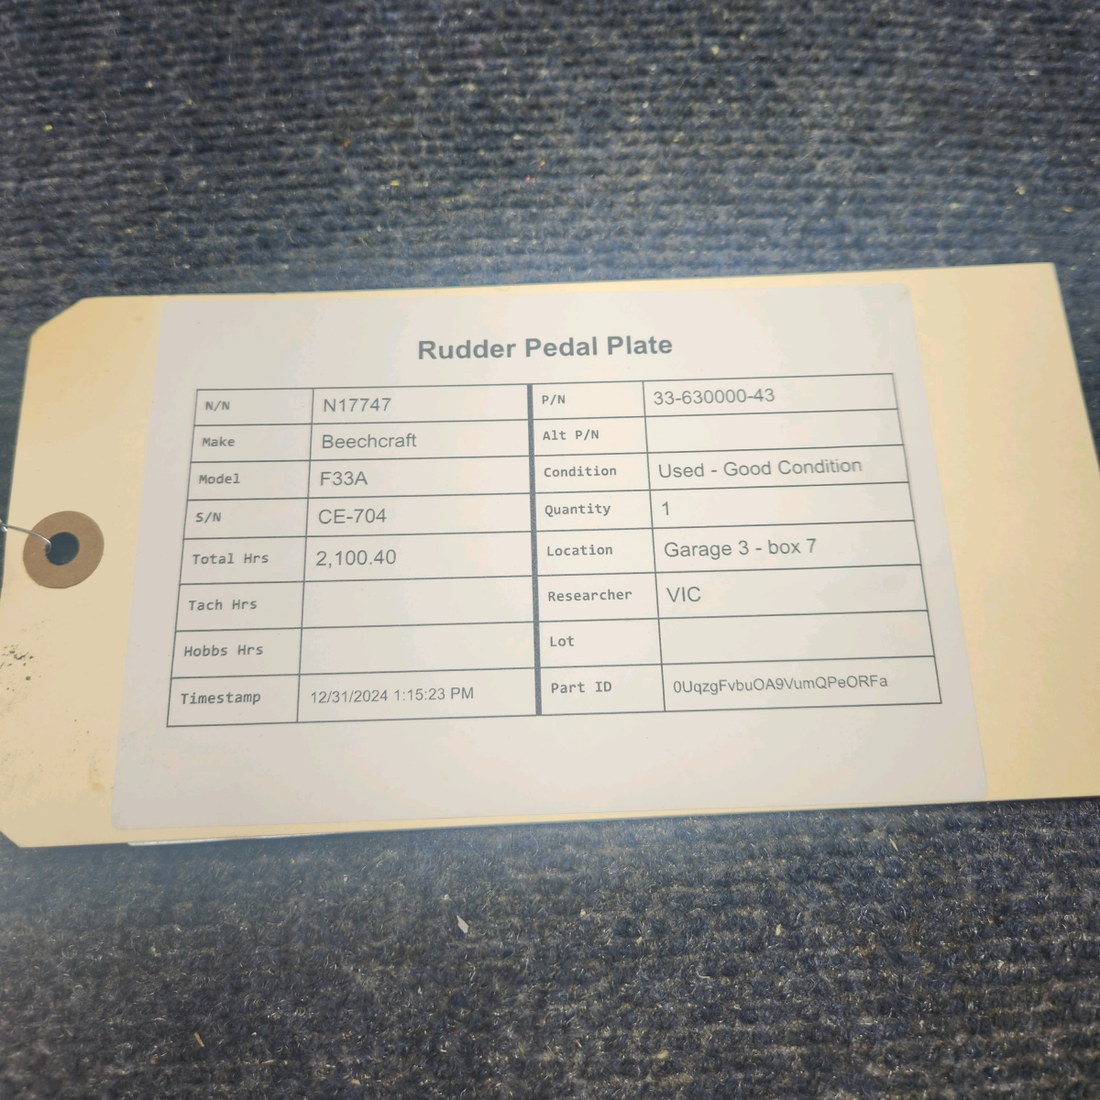 Rudder Pedal Plate
N/N N17747 P/N 33-630000-43
Make Beechcraft Alt P/N
Model F33A Condition Used - Good Condition
S/N CE-704 Quantity 1
Total Hrs 2,100.40 Location Garage 3 - box 7
Tach Hrs Researcher VIC
Hobbs Hrs Lot
Timestamp 12/31/2024 1:15:23 PM Part ID 0UqzgFvbuOA9VumQPeORFa